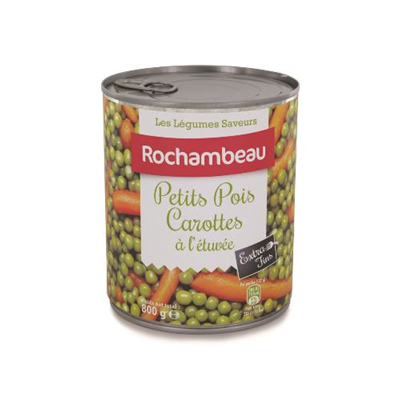 Les Légumes Saveurs
Rochambeau
Petits Pois
Carottes
à l'étuvée
Extra
Fins
800 g e